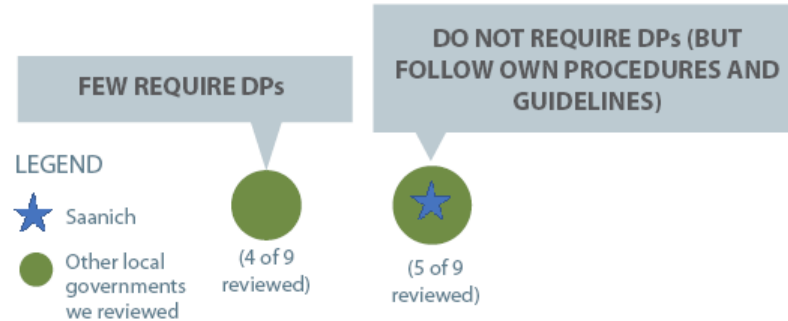 FEW REQUIRE DPs
DO NOT REQUIRE DPs (BUT
FOLLOW OWN PROCEDURES AND
GUIDELINES)
LEGEND
Saanich
Other local
governments
we reviewed
(4 of 9
reviewed)
(5 of 9
reviewed)